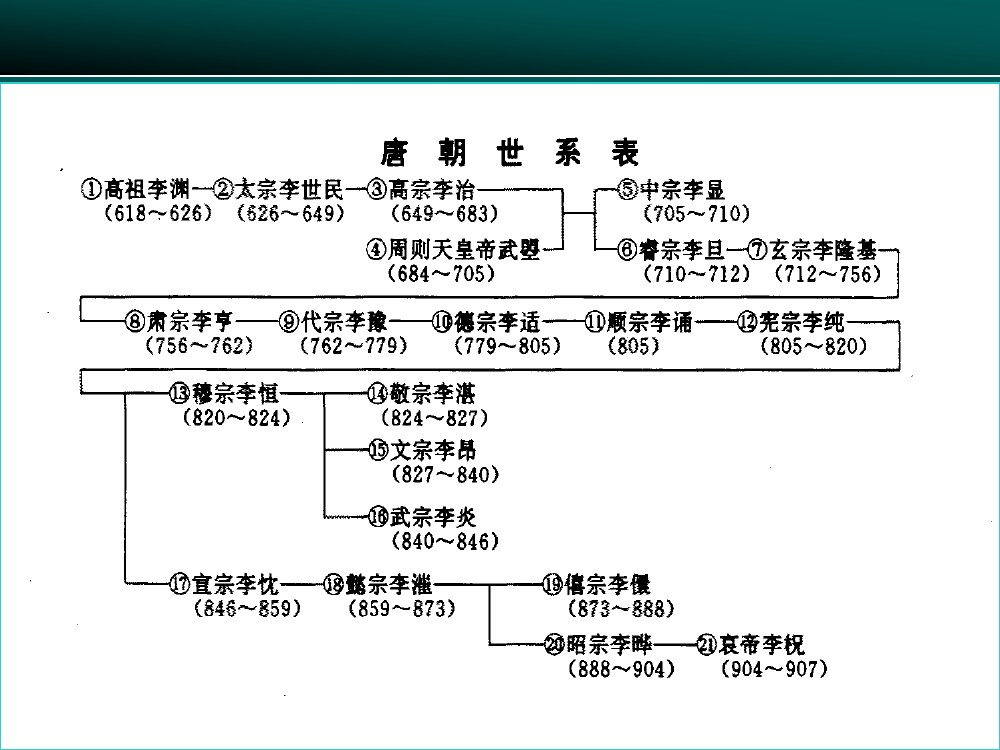 唐朝世系表
①高祖李渊 ②太宗李世民 ③高宗李治 ⑤中宗李显
(618～626) (626～649) (649～683) (705～710)
④周则天皇帝武曌 ⑥睿宗李旦 ⑦玄宗李隆基
(684～705) (710～712) (712～756)
⑧肃宗李亨 ⑨代宗李豫 ⑩德宗李适 ⑪顺宗李诵 ⑫宪宗李纯
(756～762) (762～779) (779～805) (805) (805～820)
⑬穆宗李恒 ⑭敬宗李湛
(820～824) (824～827)
⑮文宗李昂
(827～840)
⑯武宗李炎
(840～846)
⑰宣宗李忱 ⑱懿宗李漼 ⑲僖宗李儇
(846～859) (859～873) (873～888)
⑳昭宗李晔 ㉑哀帝李柷
(888～904) (904～907)